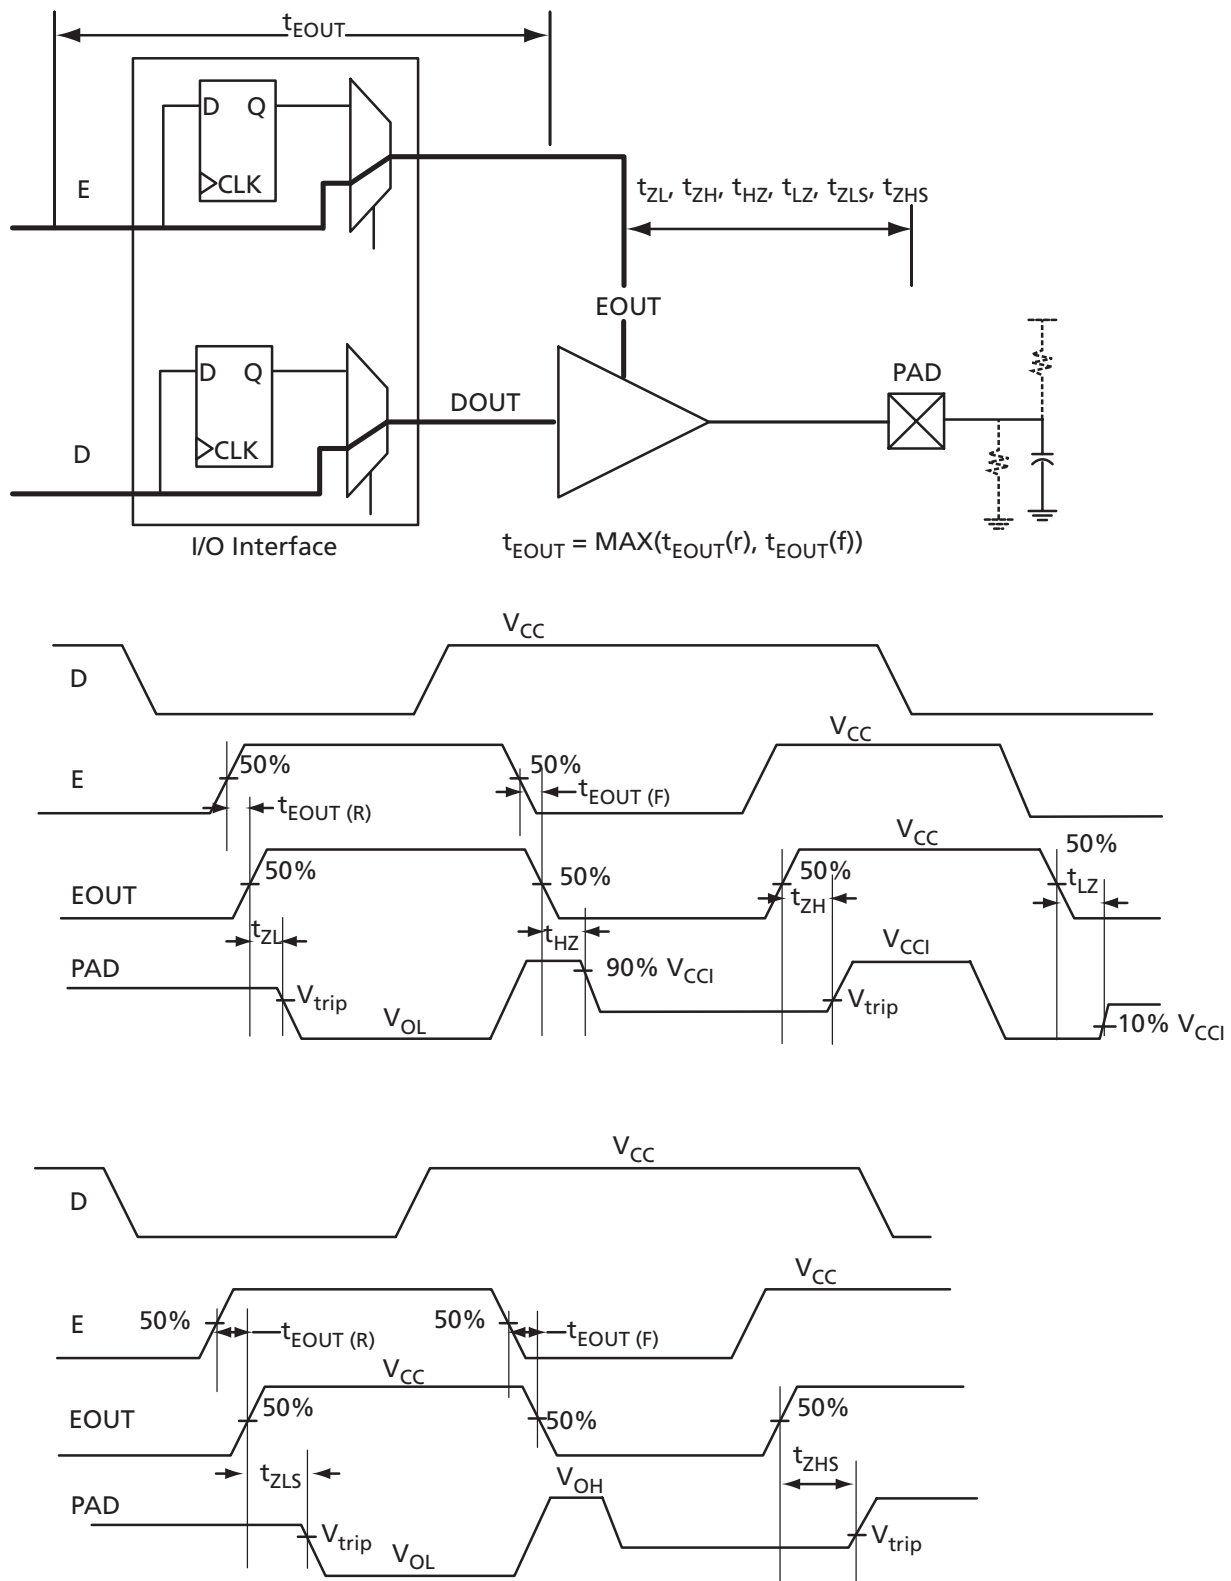 tEOUT
D Q
CLK
E
tZL, tZH, tHZ, tLZ, tZLS, tZHS
EOUT
D Q
CLK
DOUT
PAD
D
I/O Interface
tEOUT = MAX(tEOUT(r), tEOUT(f))
VCC
D
VCC
50%
50%
E
tEOUT (R)
tEOUT (F)
VCC
50%
50%
50%
50%
EOUT
tZH
tLZ
tZL
tHZ
VCCI
PAD
90% VCCI
Vtrip
Vtrip
VOL
10% VCCI
VCC
D
VCC
50%
50%
E
tEOUT (R)
tEOUT (F)
VCC
50%
50%
50%
EOUT
tZLS
tZHS
VOH
PAD
Vtrip
Vtrip
VOL